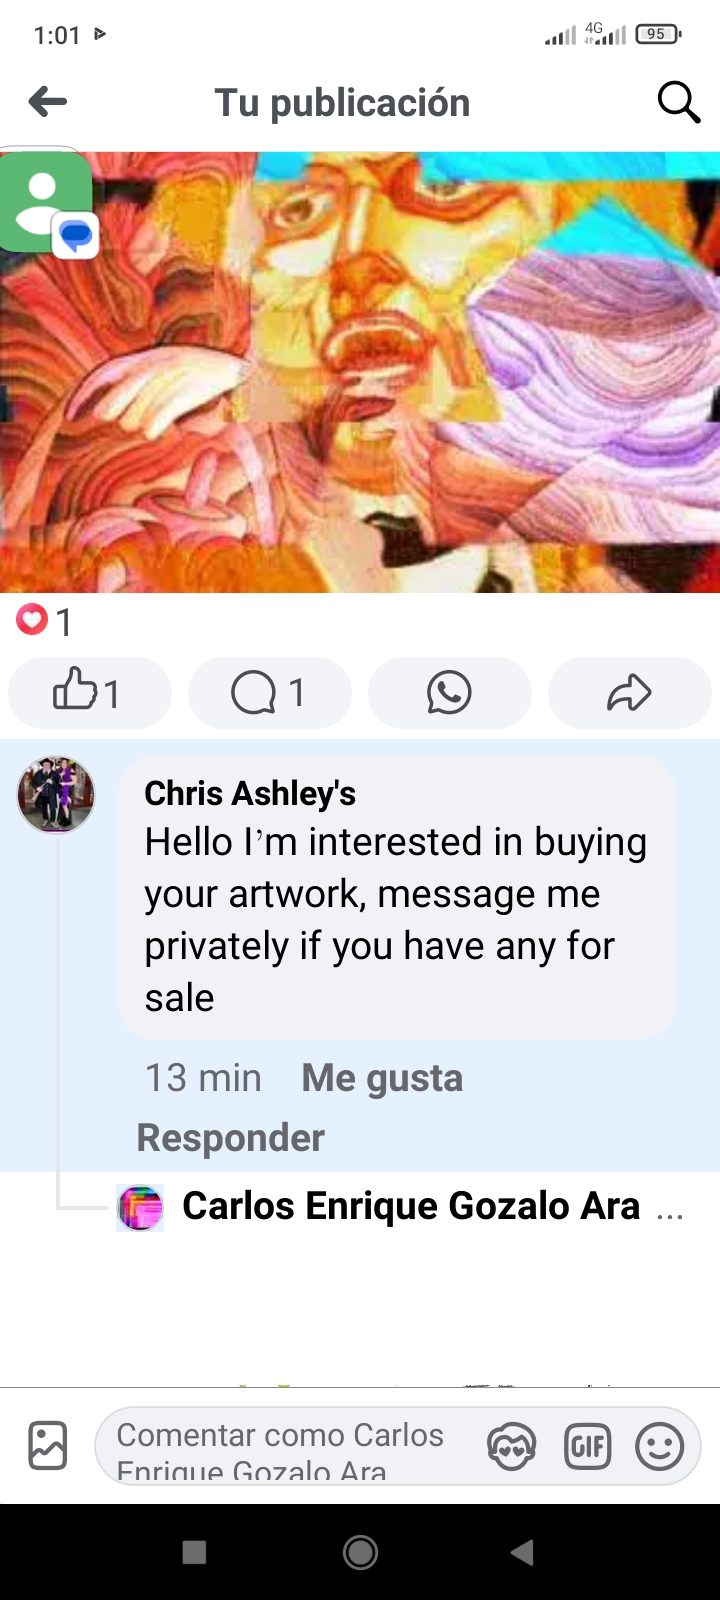 1:01
4G
95
Tu publicación
1
1
1
Chris Ashley's
Hello I’m interested in buying
your artwork, message me
privately if you have any for
sale
13 min Me gusta
Responder
Carlos Enrique Gozalo Ara ...
Comentar como Carlos
Enrique Gozalo Ara
GIF